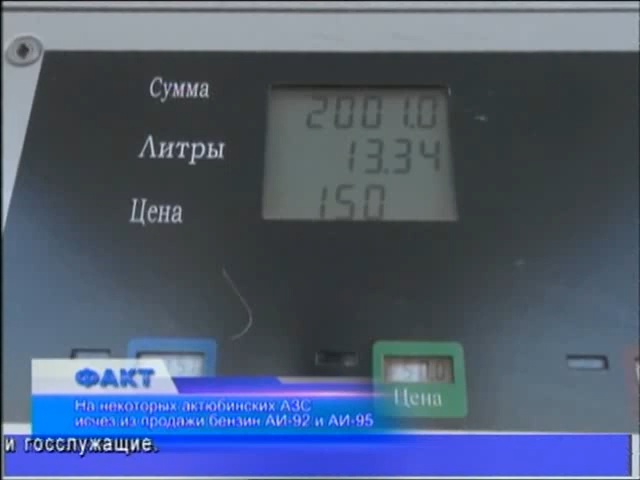 Сумма 2001.0
Литры 13.34
Цена 150
Цена
ФАКТ
На некоторых актюбинских АЗС
исчез из продажи бензин АИ-92 и АИ-95
и госслужащие.